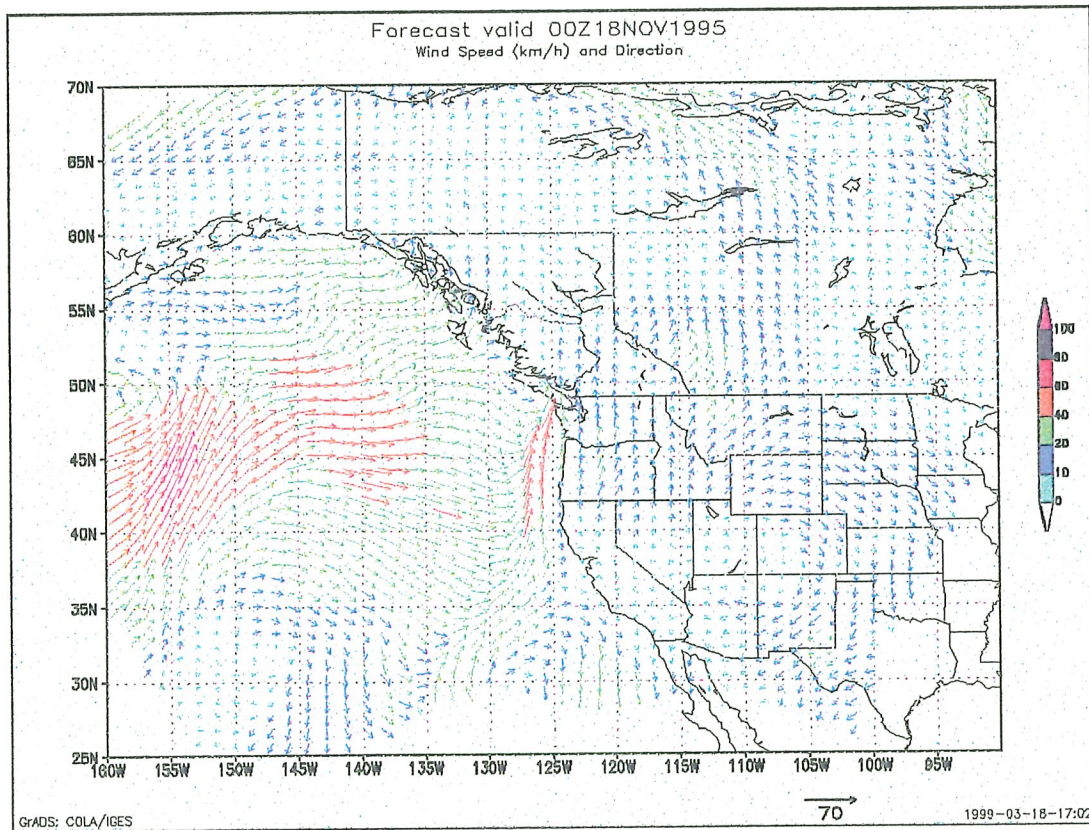 Forecast valid 00Z18NOV1995
Wind Speed (km/h) and Direction
70N
65N
60N
55N
50N
45N
40N
35N
30N
25N
160W 155W 150W 145W 140W 135W 130W 125W 120W 115W 110W 105W 100W 95W
100
80
60
40
20
10
0
70
GrADS: COLA/IGES
1999-03-18-17:02